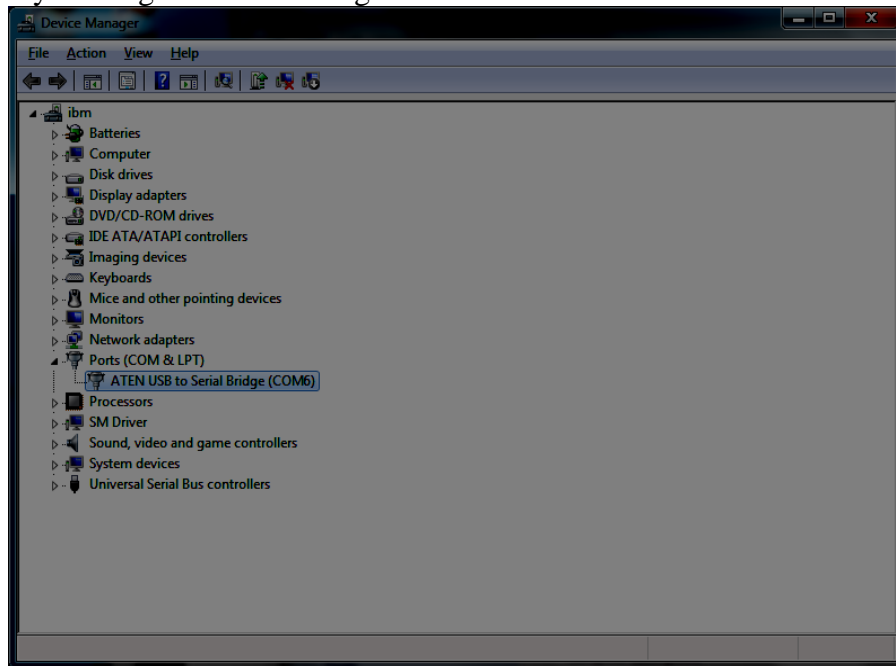 Device Manager
File Action View Help
ibm
Batteries
Computer
Disk drives
Display adapters
DVD/CD-ROM drives
IDE ATA/ATAPI controllers
Imaging devices
Keyboards
Mice and other pointing devices
Monitors
Network adapters
Ports (COM & LPT)
ATEN USB to Serial Bridge (COM6)
Processors
SM Driver
Sound, video and game controllers
System devices
Universal Serial Bus controllers